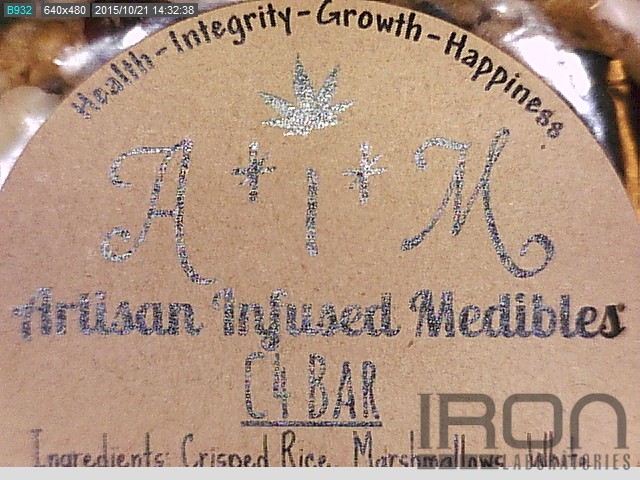 B932 640x480 2015/10/21 14:32:38
Health-Integrity-Growth-Happiness
A I M
Artisan Infused Medibles
C4 BAR
Ingredients: Crisped Rice, Marshmallows,
IRON
LABORATORIES